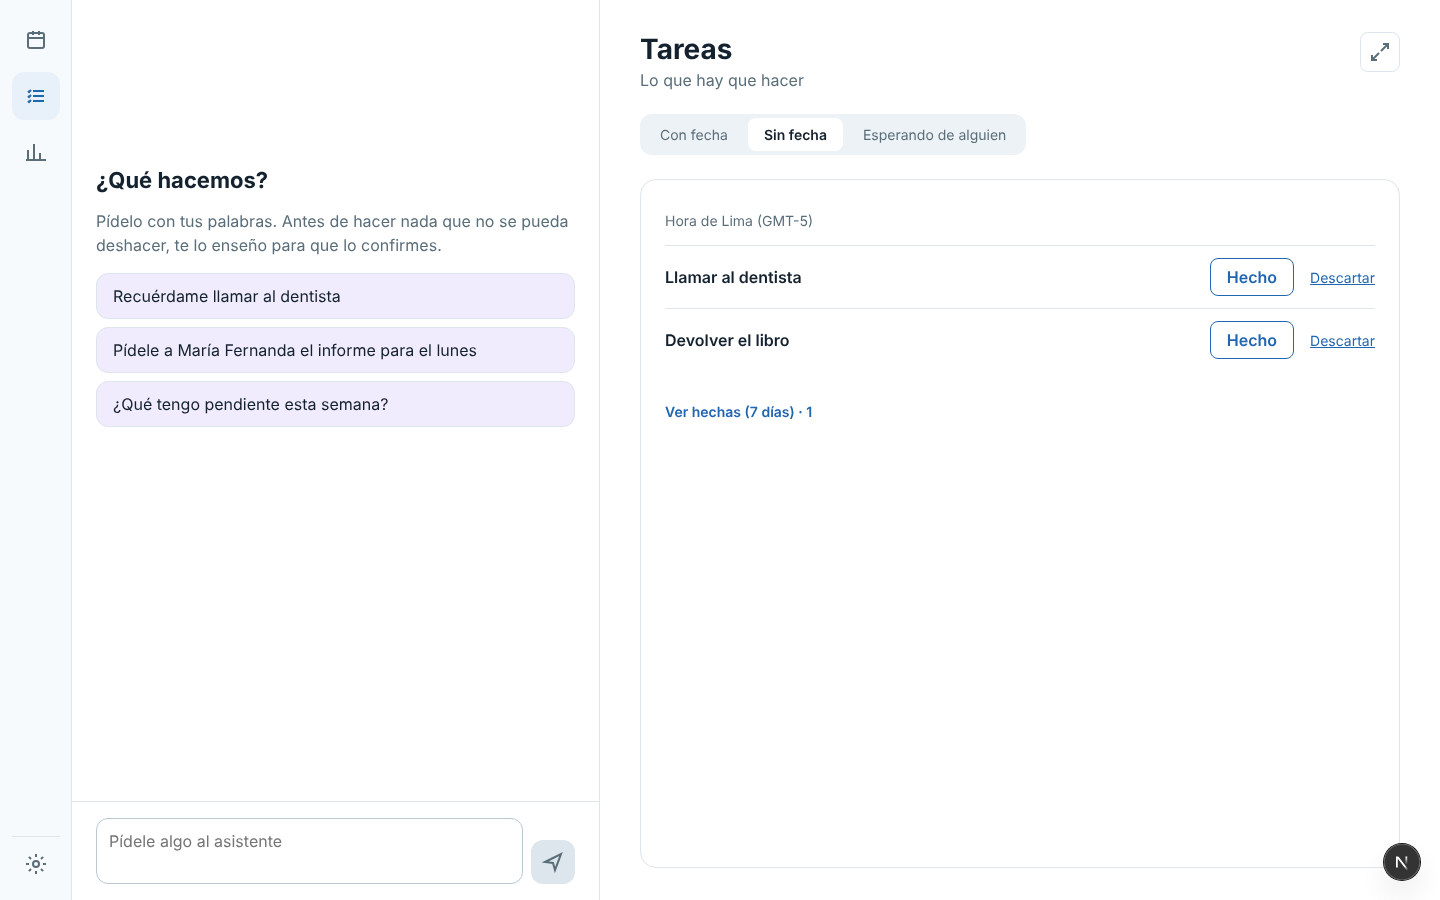 ¿Qué hacemos?
Pídelo con tus palabras. Antes de hacer nada que no se pueda
deshacer, te lo enseño para que lo confirmes.
Recuérdame llamar al dentista
Pídele a María Fernanda el informe para el lunes
¿Qué tengo pendiente esta semana?
Pídele algo al asistente
Tareas
Lo que hay que hacer
Con fecha Sin fecha Esperando de alguien
Hora de Lima (GMT-5)
Llamar al dentista Hecho Descartar
Devolver el libro Hecho Descartar
Ver hechas (7 días) · 1
N